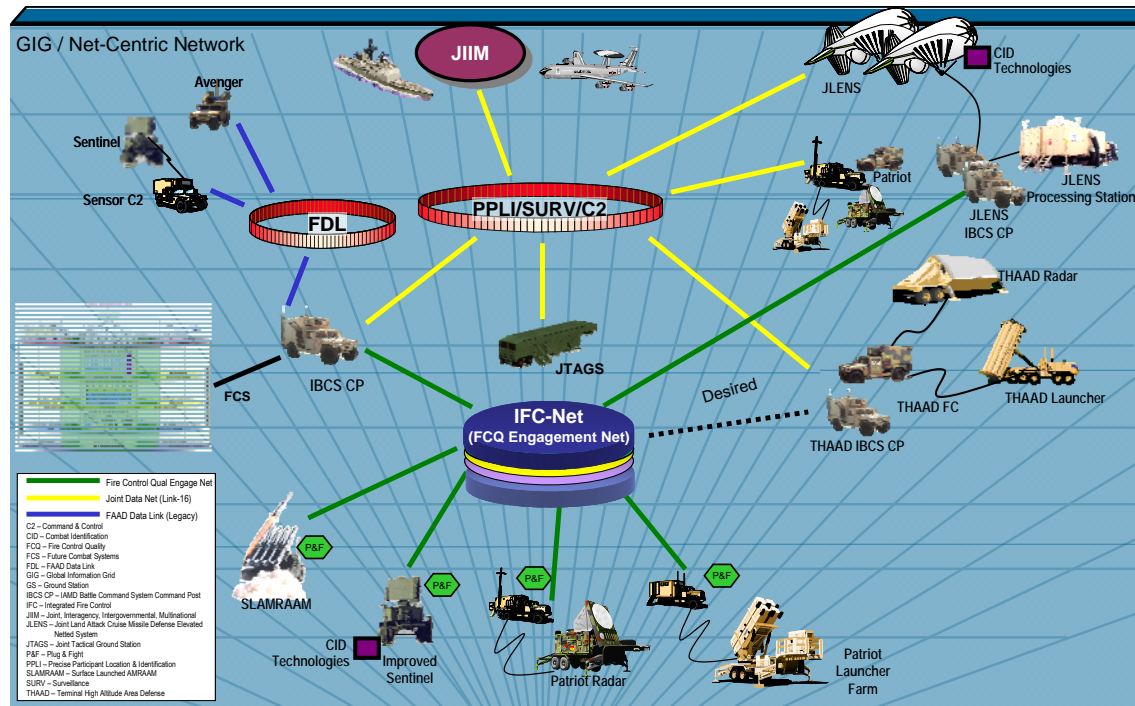 GIG / Net-Centric Network
JIIM
CID
Technologies
JLENS
Avenger
Sentinel
Sensor C2
Patriot
JLENS
Processing Station
JLENS
IBCS CP
PPLI/SURV/C2
FDL
THAAD Radar
IBCS CP
JTAGS
FCS
Desired
THAAD FC
THAAD Launcher
THAAD IBCS CP
IFC-Net
(FCQ Engagement Net)
Fire Control Qual Engage Net
Joint Data Net (Link-16)
FAAD Data Link (Legacy)
C2 – Command & Control
CID – Combat Identification
FCQ – Fire Control Quality
FCS – Future Combat Systems
FDL – FAAD Data Link
GIG – Global Information Grid
GS – Ground Station
IBCS CP – IAMD Battle Command System Command Post
IFC – Integrated Fire Control
JIIM – Joint, Interagency, Intergovernmental, Multinational
JLENS – Joint Land Attack Cruise Missile Defense Elevated
Netted System
JTAGS – Joint Tactical Ground Station
P&F – Plug & Fight
PPLI – Precise Participant Location & Identification
SLAMRAAM – Surface Launched AMRAAM
SURV – Surveillance
THAAD – Terminal High Altitude Area Defense
P&F
SLAMRAAM
P&F
CID
Technologies
Improved
Sentinel
P&F
Patriot Radar
P&F
Patriot
Launcher
Farm